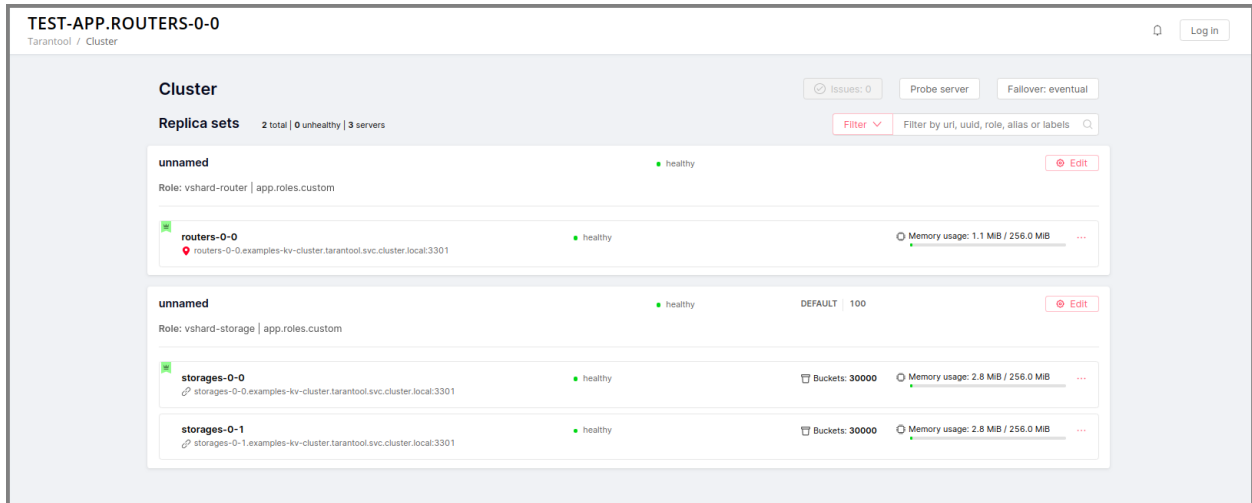 TEST-APP.ROUTERS-0-0
Tarantool / Cluster
Log In
Cluster
Issues: 0
Probe server
Failover: eventual
Replica sets 2 total | 0 unhealthy | 3 servers
Filter
Filter by uri, uuid, role, alias or labels
unnamed
healthy
Edit
Role: vshard-router | app.roles.custom
routers-0-0
routers-0-0.examples-kv-cluster.tarantool.svc.cluster.local:3301
healthy
Memory usage: 1.1 MiB / 256.0 MiB
unnamed
healthy
DEFAULT | 100
Edit
Role: vshard-storage | app.roles.custom
storages-0-0
storages-0-0.examples-kv-cluster.tarantool.svc.cluster.local:3301
healthy
Buckets: 30000
Memory usage: 2.8 MiB / 256.0 MiB
storages-0-1
storages-0-1.examples-kv-cluster.tarantool.svc.cluster.local:3301
healthy
Buckets: 30000
Memory usage: 2.8 MiB / 256.0 MiB